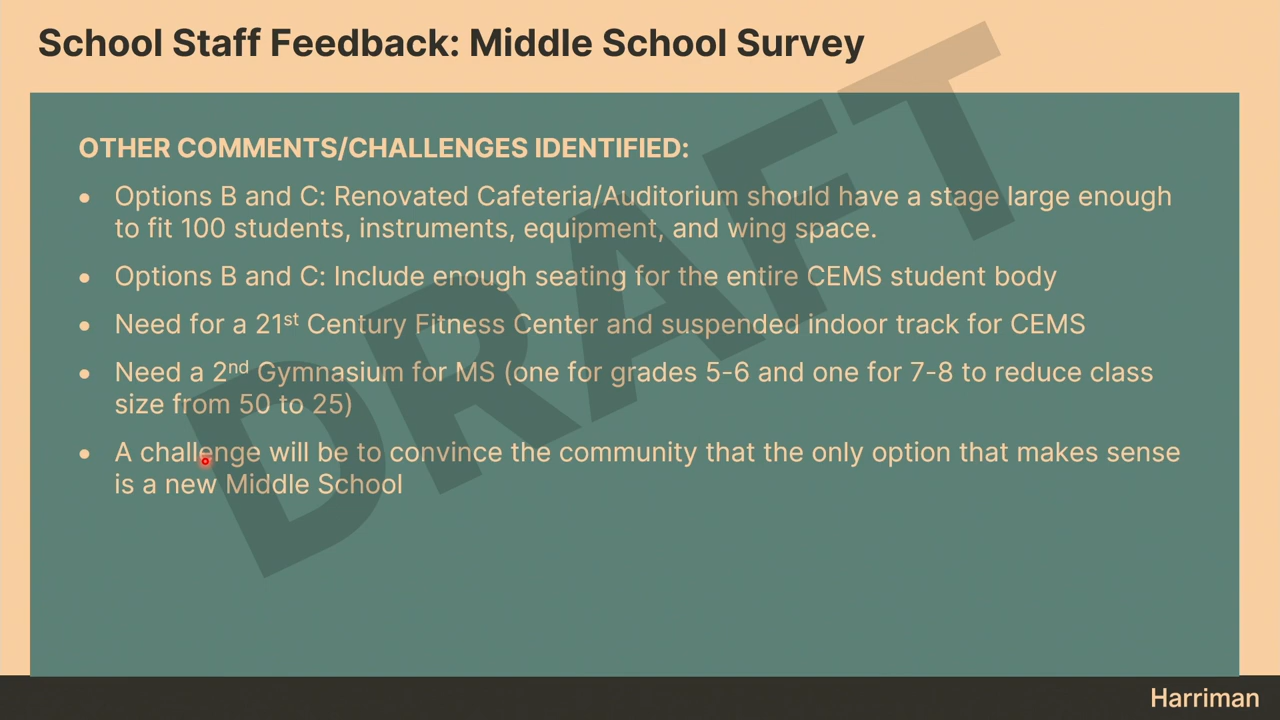 School Staff Feedback: Middle School Survey
OTHER COMMENTS/CHALLENGES IDENTIFIED:
• Options B and C: Renovated Cafeteria/Auditorium should have a stage large enough
to fit 100 students, instruments, equipment, and wing space.
• Options B and C: Include enough seating for the entire CEMS student body
• Need for a 21st Century Fitness Center and suspended indoor track for CEMS
• Need a 2nd Gymnasium for MS (one for grades 5-6 and one for 7-8 to reduce class
size from 50 to 25)
• A challenge will be to convince the community that the only option that makes sense
is a new Middle School
DRAFT
Harriman